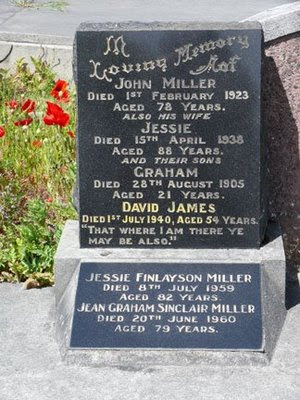 In
Loving Memory
Of
JOHN MILLER
DIED 1ST FEBRUARY 1923
AGED 78 YEARS.
ALSO HIS WIFE
JESSIE
DIED 15TH APRIL 1938
AGED 88 YEARS.
AND THEIR SONS
GRAHAM
DIED 28TH AUGUST 1905
AGED 21 YEARS.
DAVID JAMES
DIED 1ST JULY 1940, AGED 54 YEARS.
"THAT WHERE I AM THERE YE
MAY BE ALSO."
JESSIE FINLAYSON MILLER
DIED 8TH JULY 1959
AGED 82 YEARS.
JEAN GRAHAM SINCLAIR MILLER
DIED 20TH JUNE 1960
AGED 79 YEARS.